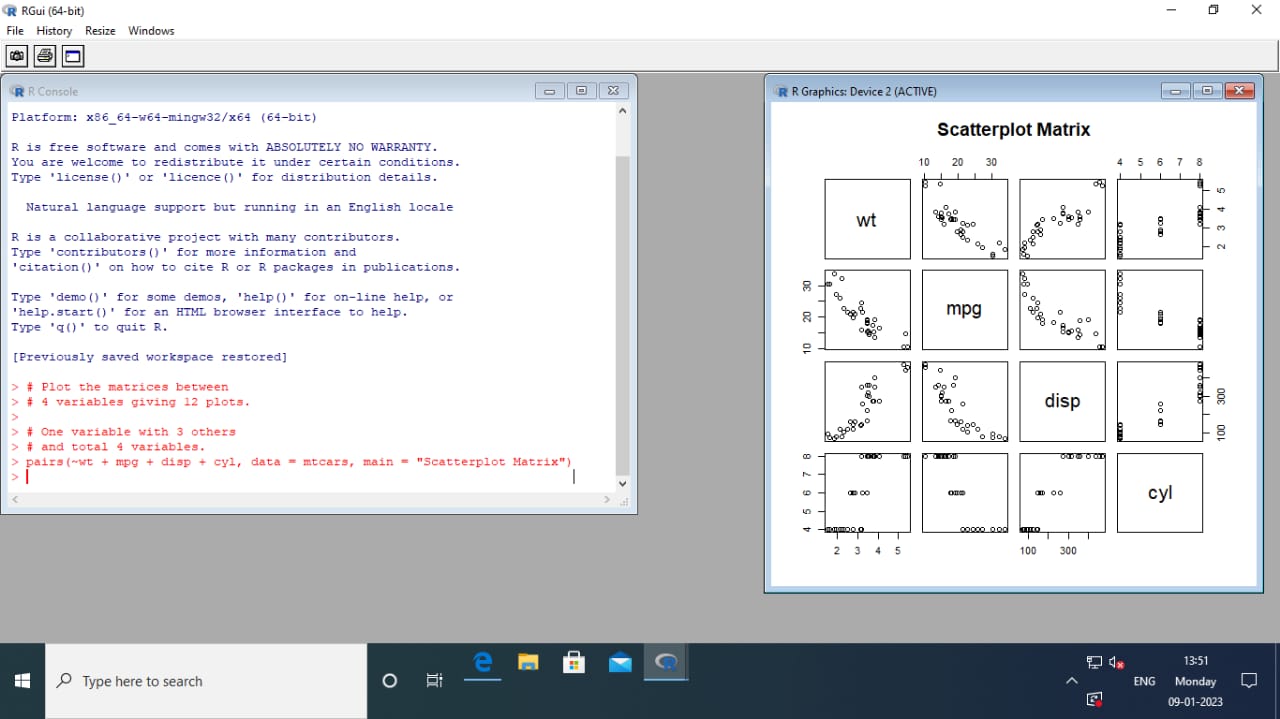 RGui (64-bit)
File History Resize Windows
R Console
Platform: x86_64-w64-mingw32/x64 (64-bit)
R is free software and comes with ABSOLUTELY NO WARRANTY.
You are welcome to redistribute it under certain conditions.
Type 'license()' or 'licence()' for distribution details.
Natural language support but running in an English locale
R is a collaborative project with many contributors.
Type 'contributors()' for more information and
'citation()' on how to cite R or R packages in publications.
Type 'demo()' for some demos, 'help()' for on-line help, or
'help.start()' for an HTML browser interface to help.
Type 'q()' to quit R.
[Previously saved workspace restored]
> # Plot the matrices between
> # 4 variables giving 12 plots.
>
> # One variable with 3 others
> # and total 4 variables.
> pairs(~wt + mpg + disp + cyl, data = mtcars, main = "Scatterplot Matrix")
>
R Graphics: Device 2 (ACTIVE)
Scatterplot Matrix
10 20 30
4 5 6 7 8
wt
2 3 4 5
10 20 30
mpg
disp
100 300
4 5 6 7 8
cyl
2 3 4 5
100 300
Type here to search
ENG
13:51
Monday
09-01-2023